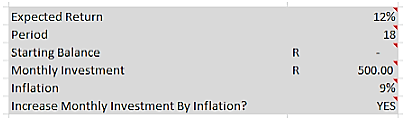 Expected Return 12%
Period 18
Starting Balance R -
Monthly Investment R 500.00
Inflation 9%
Increase Monthly Investment By Inflation? YES